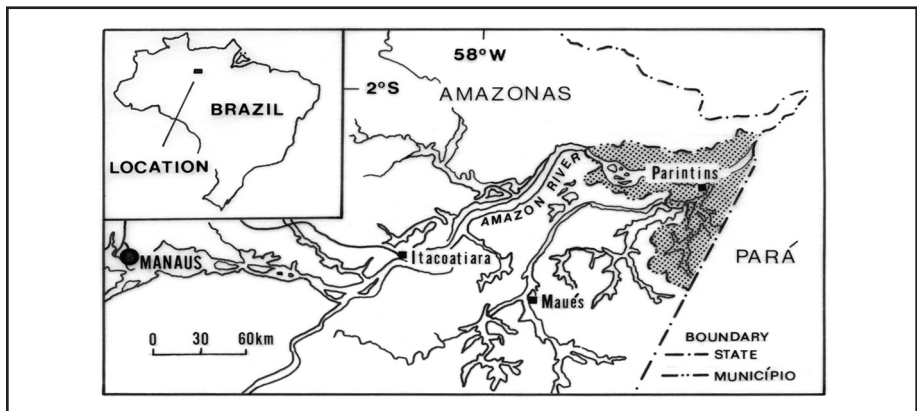 BRAZIL
LOCATION
58°W
2°S
AMAZONAS
AMAZON RIVER
Parintins
PARÁ
Itacoatiara
MANAUS
Maués
0 30 60km
BOUNDARY
STATE
MUNICÍPIO